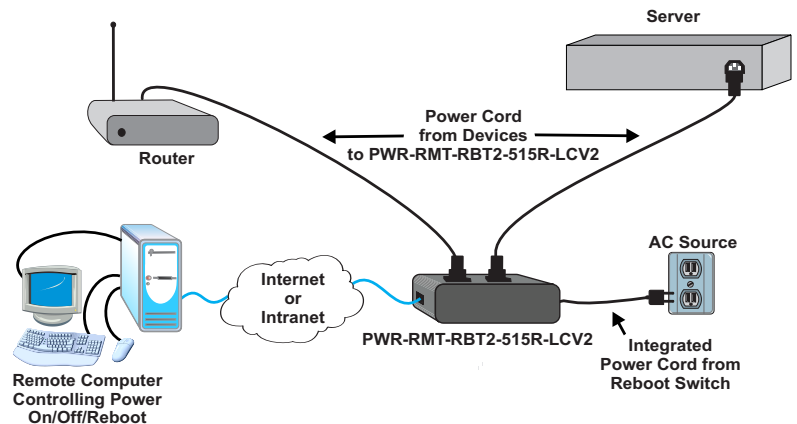 Server
Power Cord
from Devices
to PWR-RMT-RBT2-515R-LCV2
Router
AC Source
Internet
or
Intranet
PWR-RMT-RBT2-515R-LCV2
Integrated
Power Cord from
Reboot Switch
Remote Computer
Controlling Power
On/Off/Reboot